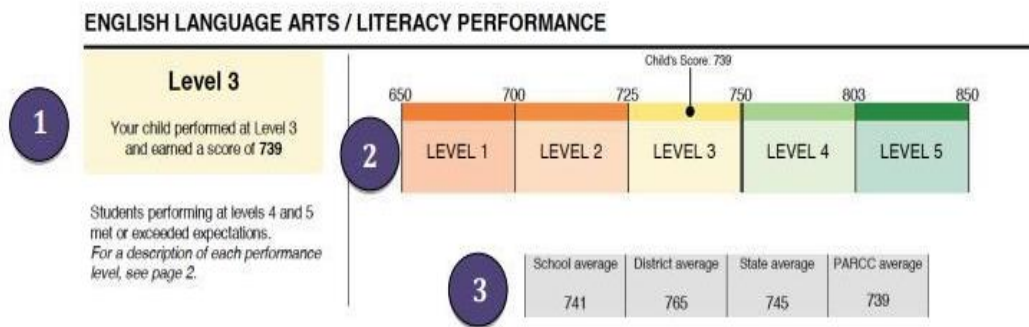 ENGLISH LANGUAGE ARTS / LITERACY PERFORMANCE
1
Level 3
Your child performed at Level 3
and earned a score of 739
Students performing at levels 4 and 5
met or exceeded expectations.
For a description of each performance
level, see page 2.
Child's Score: 739
650 700 725 750 803 850
2
LEVEL 1 LEVEL 2 LEVEL 3 LEVEL 4 LEVEL 5
3
School average District average State average PARCC average
741 765 745 739